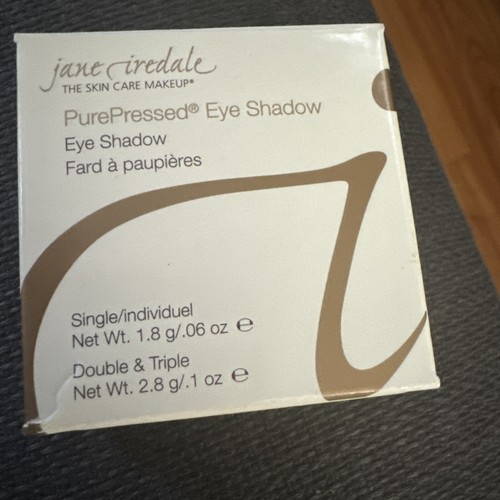 jane iredale
THE SKIN CARE MAKEUP®
PurePressed® Eye Shadow
Eye Shadow
Fard à paupières
Single/individuel
Net Wt. 1.8 g/.06 oz ℮
Double & Triple
Net Wt. 2.8 g/.1 oz ℮